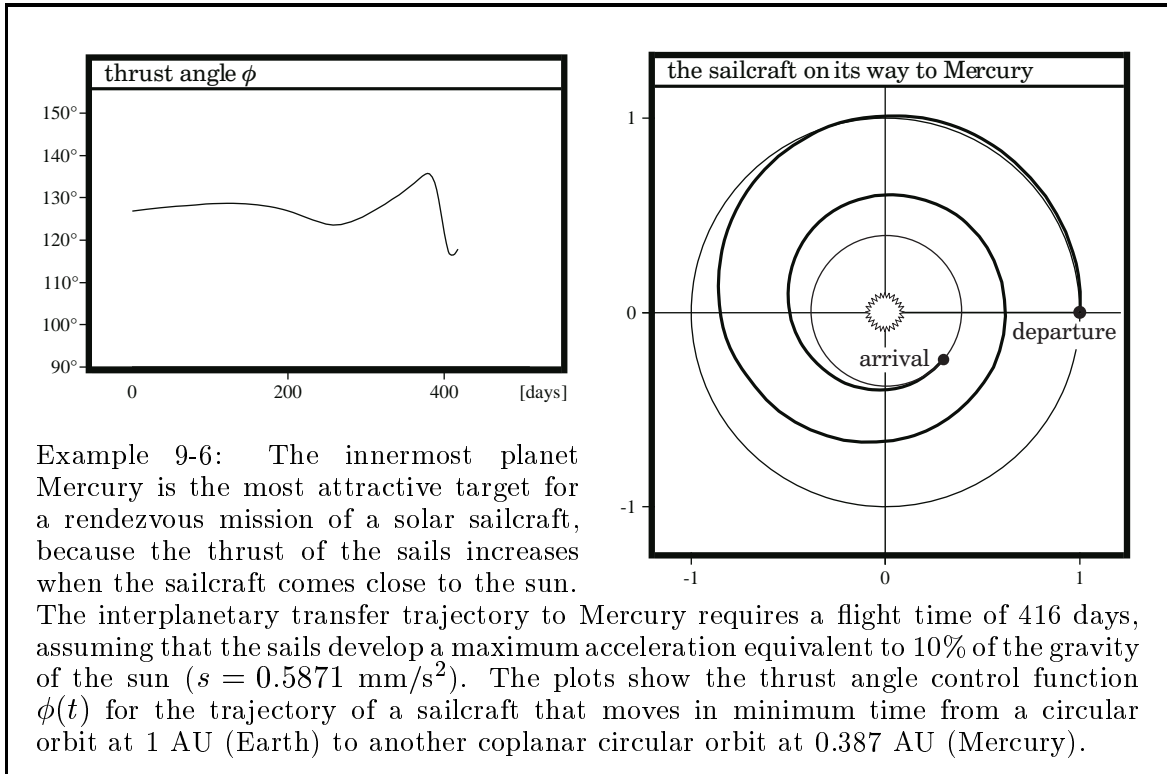 thrust angle ϕ
150°
140°
130°
120°
110°
100°
90°
0 200 400 [days]
the sailcraft on its way to Mercury
1
0
-1
departure
arrival
-1 0 1
Example 9-6: The innermost planet
Mercury is the most attractive target for
a rendezvous mission of a solar sailcraft,
because the thrust of the sails increases
when the sailcraft comes close to the sun.
The interplanetary transfer trajectory to Mercury requires a flight time of 416 days,
assuming that the sails develop a maximum acceleration equivalent to 10% of the gravity
of the sun (s = 0.5871 mm/s²). The plots show the thrust angle control function
ϕ(t) for the trajectory of a sailcraft that moves in minimum time from a circular
orbit at 1 AU (Earth) to another coplanar circular orbit at 0.387 AU (Mercury).